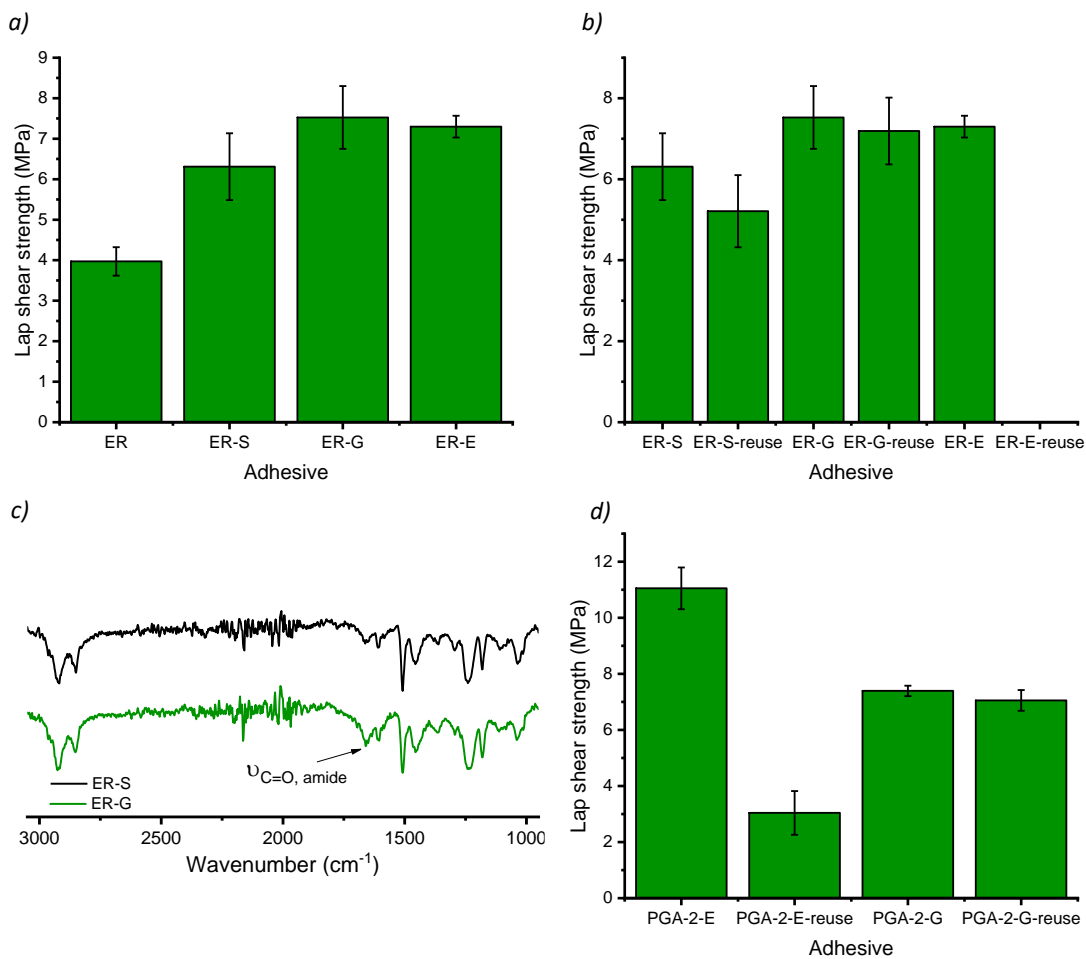 a)
Lap shear strength (MPa)
9
8
7
6
5
4
3
2
1
0
ER ER-S ER-G ER-E
Adhesive
b)
Lap shear strength (MPa)
8
6
4
2
0
ER-S ER-S-reuse ER-G ER-G-reuse ER-E ER-E-reuse
Adhesive
c)
υC=O, amide
ER-S
ER-G
3000 2500 2000 1500 1000
Wavenumber (cm-1)
d)
Lap shear strength (MPa)
12
10
8
6
4
2
0
PGA-2-E PGA-2-E-reuse PGA-2-G PGA-2-G-reuse
Adhesive